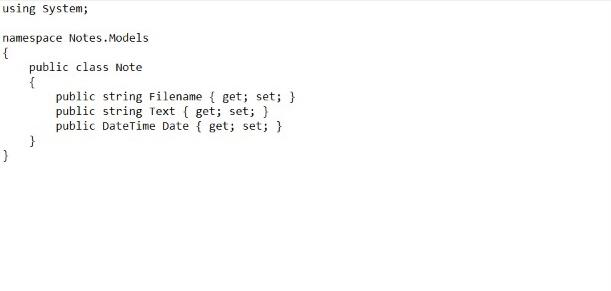 using System;

namespace Notes.Models
{
    public class Note
    {
        public string Filename { get; set; }
        public string Text { get; set; }
        public DateTime Date { get; set; }
    }
}